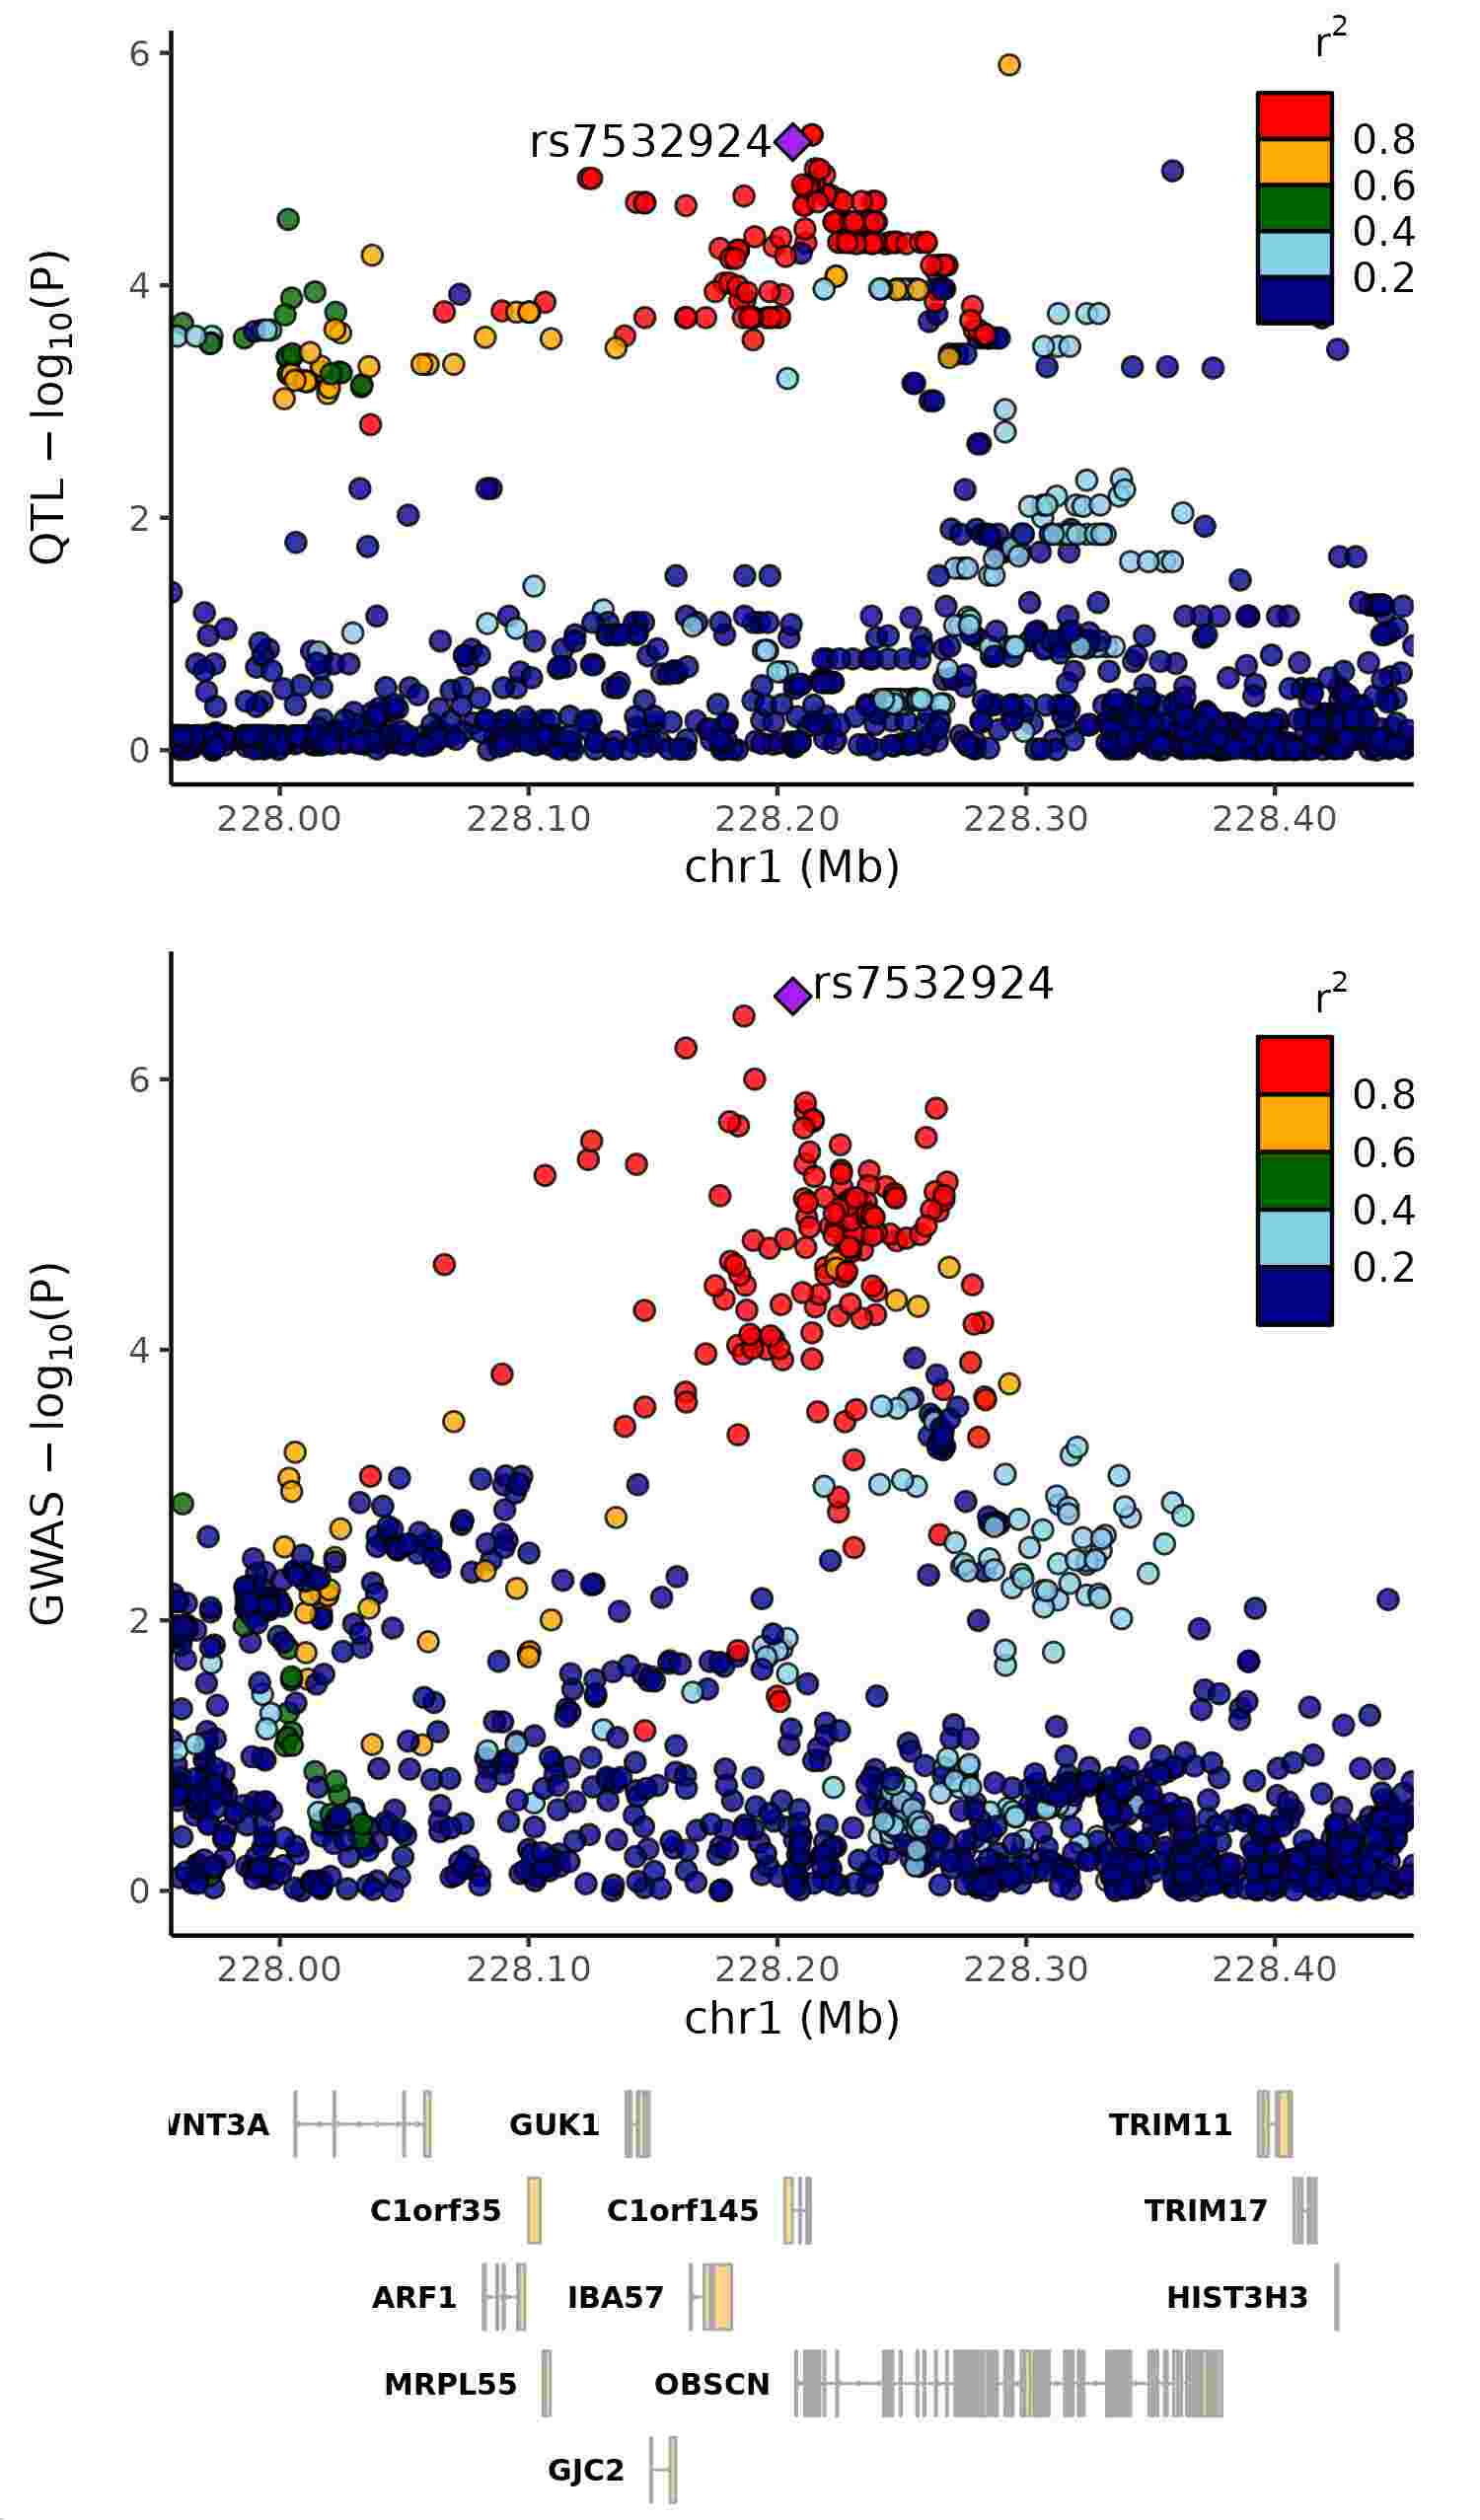 r2
6
rs7532924
0.8
0.6
0.4
0.2
4
2
0
QTL −log10(P)
228.00 228.10 228.20 228.30 228.40
chr1 (Mb)
rs7532924
r2
6
0.8
0.6
0.4
0.2
4
2
0
GWAS −log10(P)
228.00 228.10 228.20 228.30 228.40
chr1 (Mb)
WNT3A GUK1 TRIM11
C1orf35 C1orf145 TRIM17
ARF1 IBA57 HIST3H3
MRPL55 OBSCN
GJC2